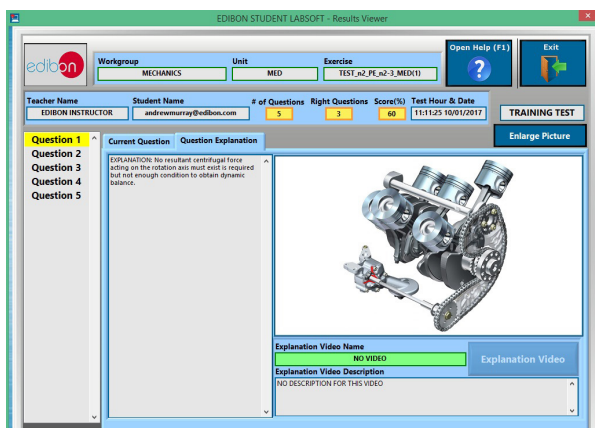 EDIBON STUDENT LABSOFT - Results Viewer
edibon
Workgroup Unit Exercise
MECHANICS MED TEST_n2_PE_n2-3_MED(1)
Open Help (F1) Exit
?
Teacher Name Student Name # of Questions Right Questions Score(%) Test Hour & Date
EDIBON INSTRUCTOR andrewmurray@edibon.com 5 3 60 11:11:25 10/01/2017 TRAINING TEST
Enlarge Picture
Question 1
Question 2
Question 3
Question 4
Question 5
Current Question Question Explanation
EXPLANATION: No resultant centrifugal force
acting on the rotation axis must exist is required
but not enough condition to obtain dynamic
balance.
Explanation Video Name
NO VIDEO
Explanation Video
Explanation Video Description
NO DESCRIPTION FOR THIS VIDEO